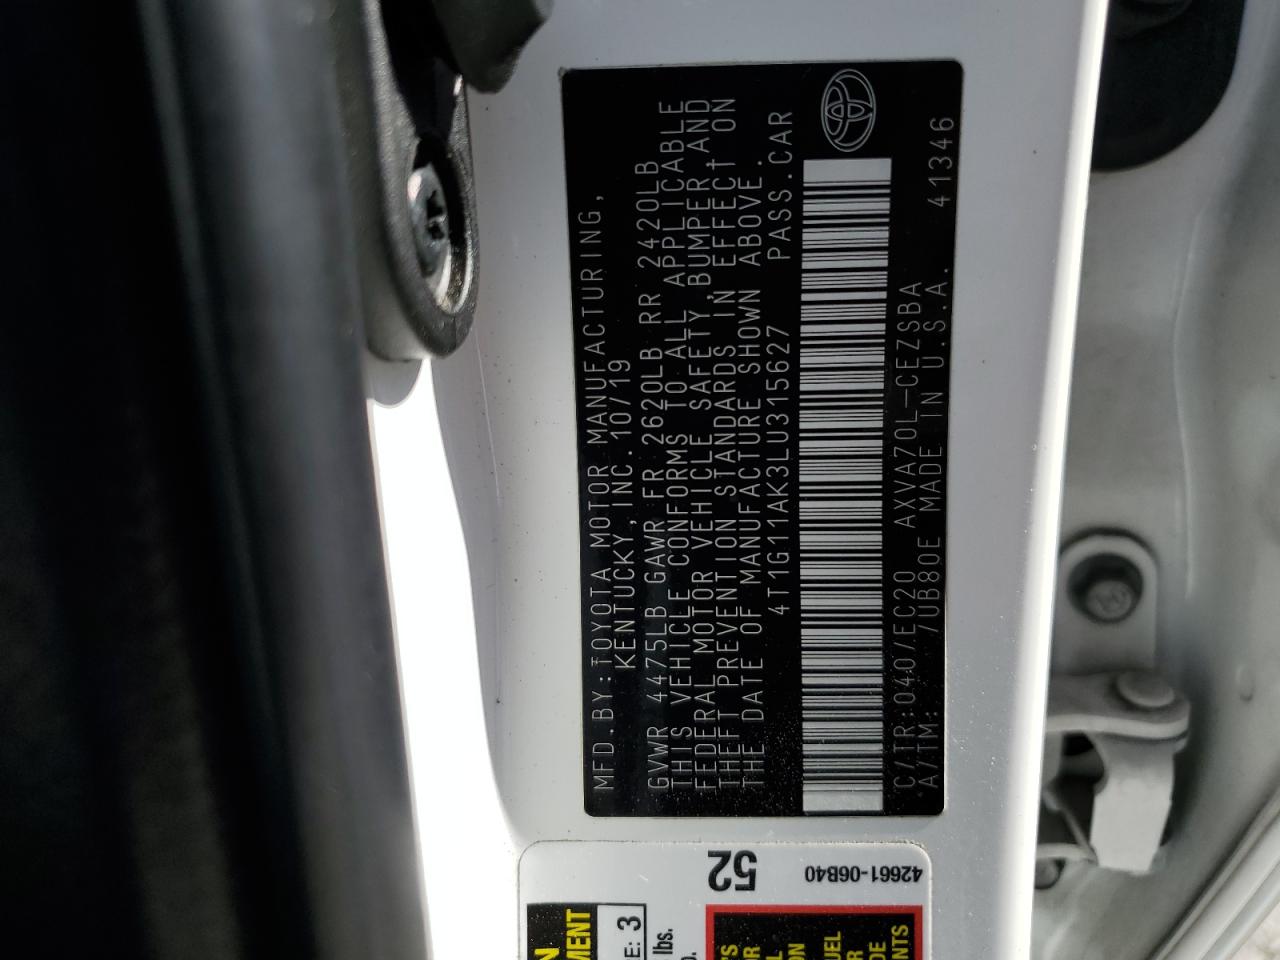 MFD.BY:TOYOTA MOTOR MANUFACTURING,
KENTUCKY,INC.10/19
GVWR 4475LB GAWR FR 2620LB RR 2420LB
THIS VEHICLE CONFORMS TO ALL APPLICABLE
FEDERAL MOTOR VEHICLE SAFETY,BUMPER,AND
THEFT PREVENTION STANDARDS IN EFFECT ON
THE DATE OF MANUFACTURE SHOWN ABOVE.
4T1G11AK3LU315627 PASS.CAR
C/TR:040/EC20 AXVA70L-CEZSBA
A/TM: /UB80E MADE IN U.S.A. 41346
52
42661-06B40
3
lbs.